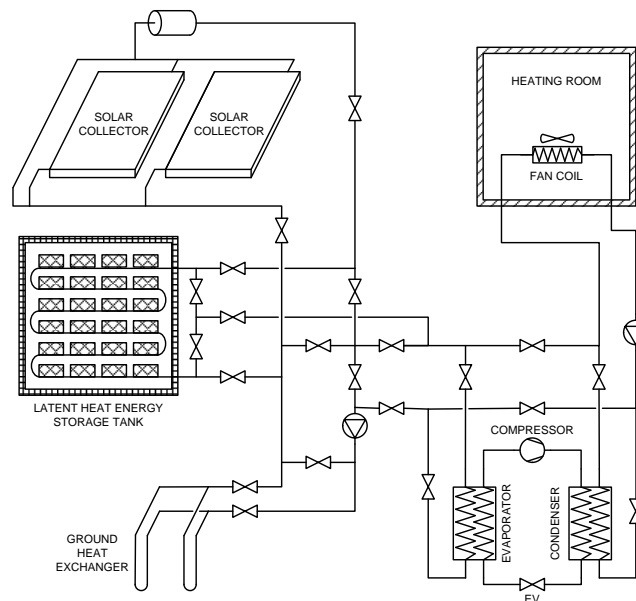 SOLAR
COLLECTOR
SOLAR
COLLECTOR
HEATING ROOM
FAN COIL
LATENT HEAT ENERGY
STORAGE TANK
COMPRESSOR
EVAPORATOR
CONDENSER
GROUND
HEAT
EXCHANGER
EV